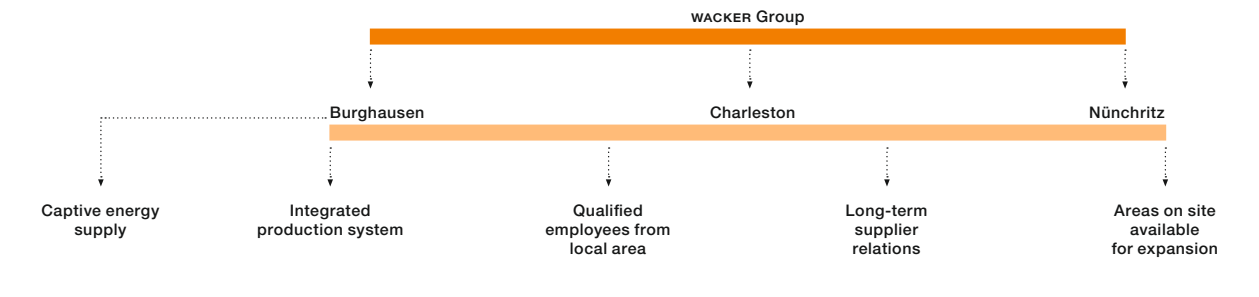 WACKER Group
Burghausen
Charleston
Nünchritz
Captive energy
supply
Integrated
production system
Qualified
employees from
local area
Long-term
supplier
relations
Areas on site
available
for expansion